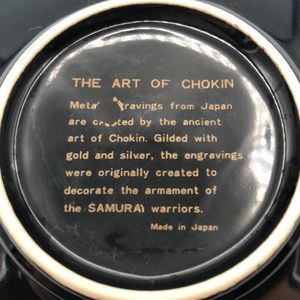 THE ART OF CHOKIN
Metal gravings from Japan
are created by the ancient
art of Chokin. Gilded with
gold and silver, the engravings
were originally created to
decorate the armament of
the SAMURAI warriors.
Made in Japan